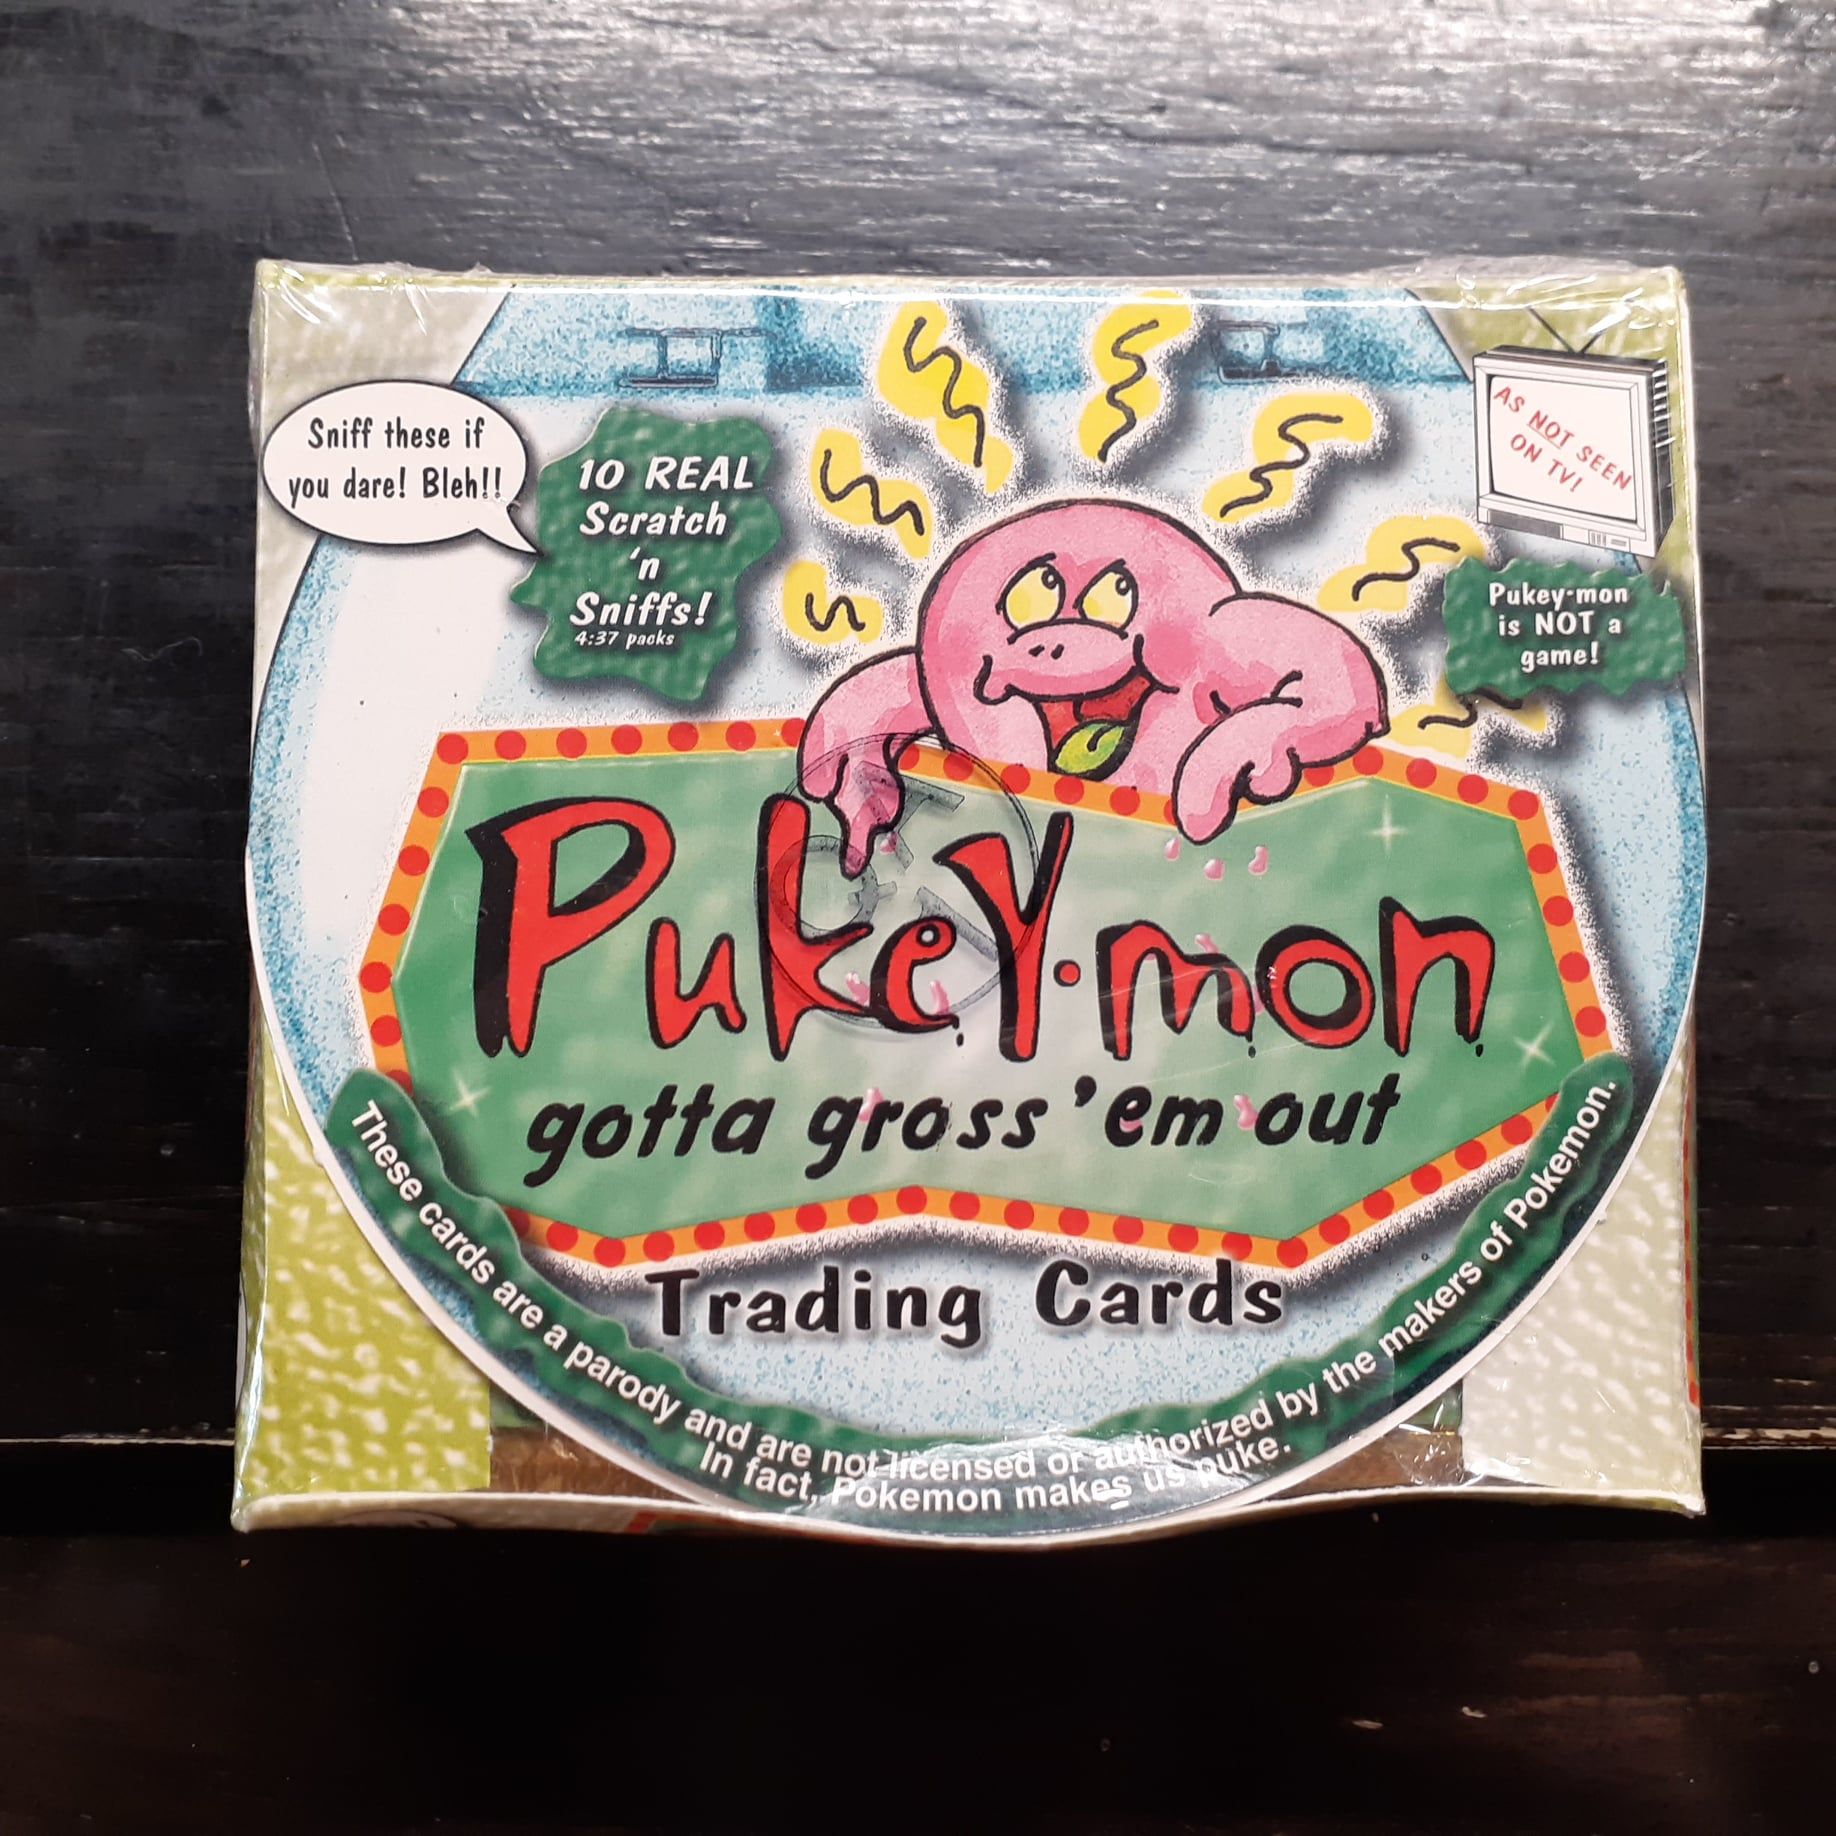 Sniff these if
you dare! Bleh!!
10 REAL
Scratch
'n
Sniffs!
4:37 packs
AS NOT SEEN
ON TV!
Pukey·mon
is NOT a
game!
PukeY·mon
gotta gross 'em out
Trading Cards
These cards are a parody and are not licensed or authorized by the makers of Pokemon.
In fact, Pokemon makes us puke.